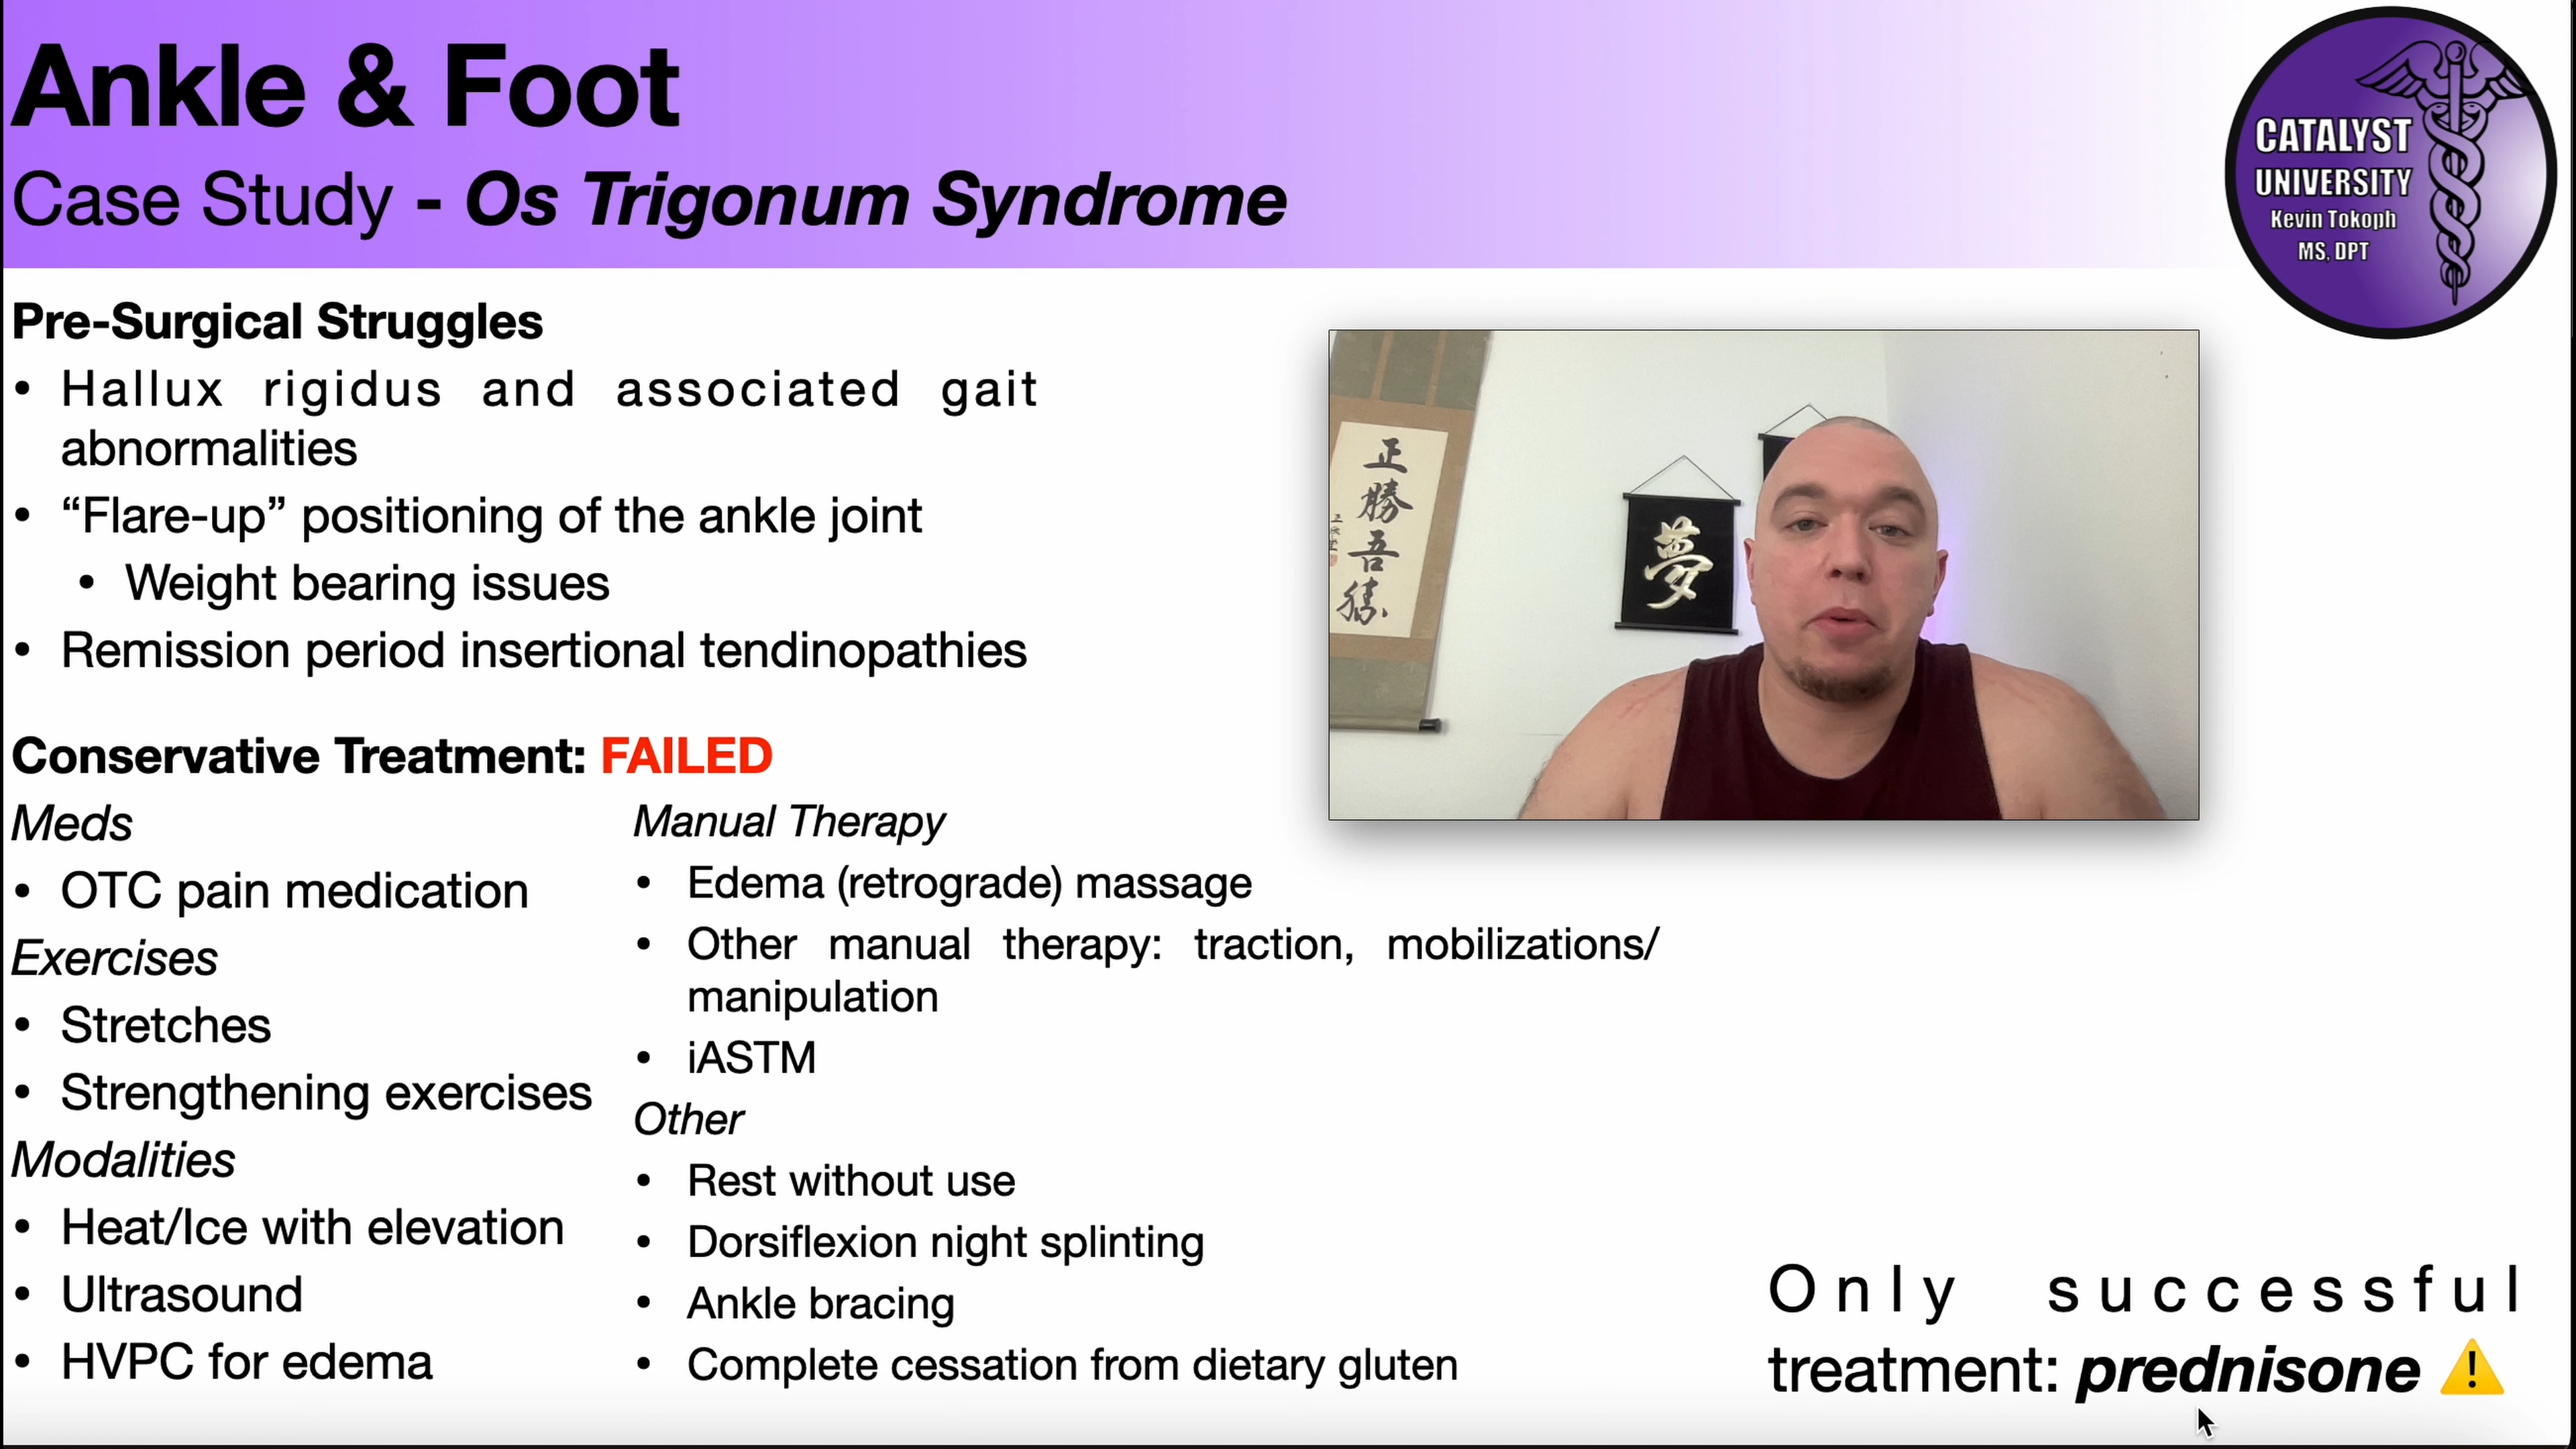 Ankle & Foot
Case Study - Os Trigonum Syndrome
CATALYST
UNIVERSITY
Kevin Tokoph
MS, DPT
Pre-Surgical Struggles
• Hallux rigidus and associated gait
abnormalities
• “Flare-up” positioning of the ankle joint
• Weight bearing issues
• Remission period insertional tendinopathies
正
勝
吾
勝
夢
Conservative Treatment: FAILED
Meds
• OTC pain medication
Exercises
• Stretches
• Strengthening exercises
Modalities
• Heat/Ice with elevation
• Ultrasound
• HVPC for edema
Manual Therapy
• Edema (retrograde) massage
• Other manual therapy: traction, mobilizations/
manipulation
• iASTM
Other
• Rest without use
• Dorsiflexion night splinting
• Ankle bracing
• Complete cessation from dietary gluten
Only successful
treatment: prednisone ⚠️